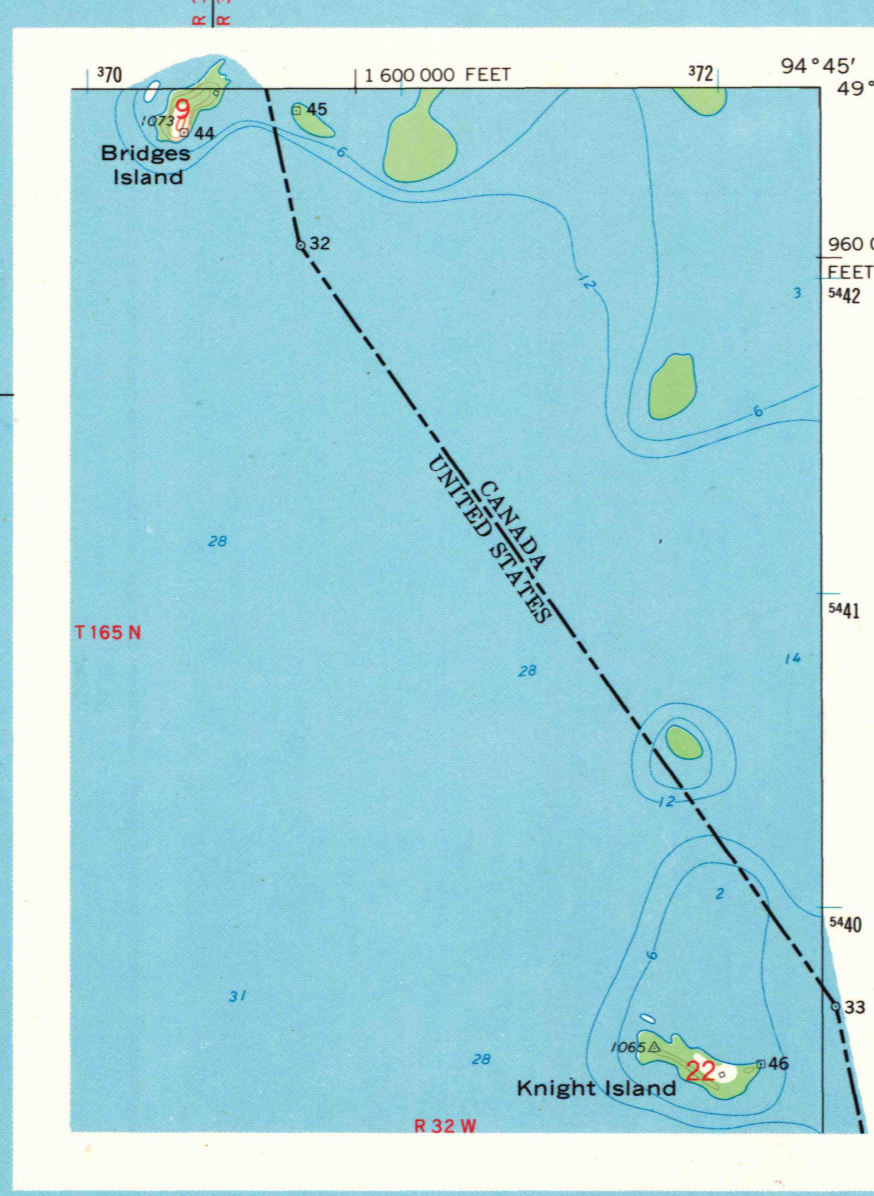 R
R
³70
1 600 000 FEET
³72
94°45'
49°
9
1073
44
45
Bridges
Island
6
32
960 0
FEET
⁵⁴42
3
12
6
CANADA
UNITED STATES
28
⁵⁴41
T 165 N
28
14
12
2
⁵⁴40
6
31
33
1065
46
28
22
Knight Island
R 32 W